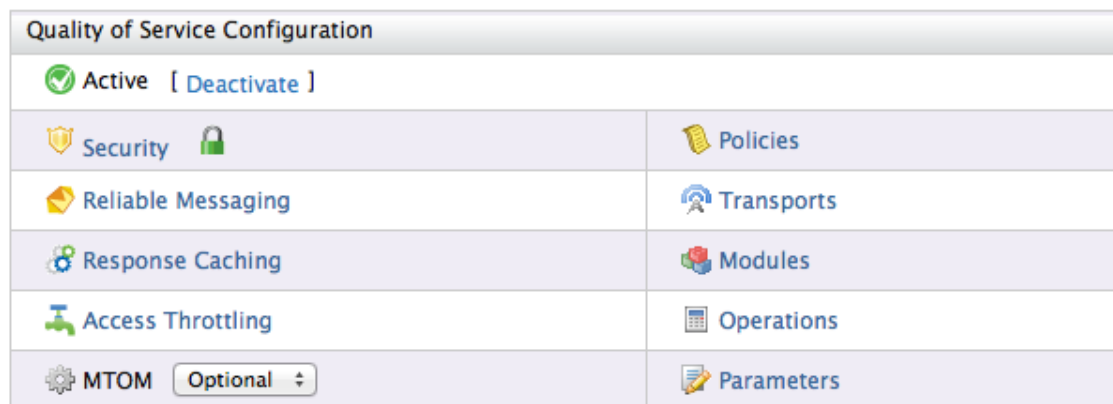 Quality of Service Configuration
Active [ Deactivate ]
Security Policies
Reliable Messaging Transports
Response Caching Modules
Access Throttling Operations
MTOM Optional Parameters